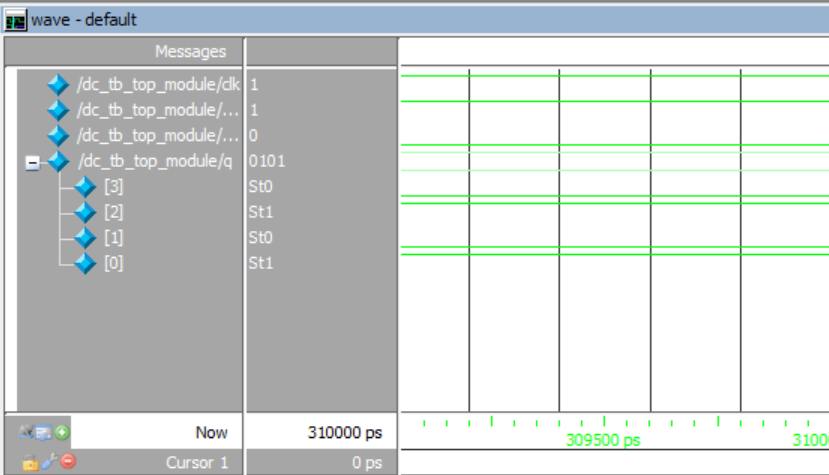 wave - default
Messages
/dc_tb_top_module/clk 1
/dc_tb_top_module/... 1
/dc_tb_top_module/... 0
/dc_tb_top_module/q 0101
[3] St0
[2] St1
[1] St0
[0] St1
Now 310000 ps
309500 ps 3100
Cursor 1 0 ps